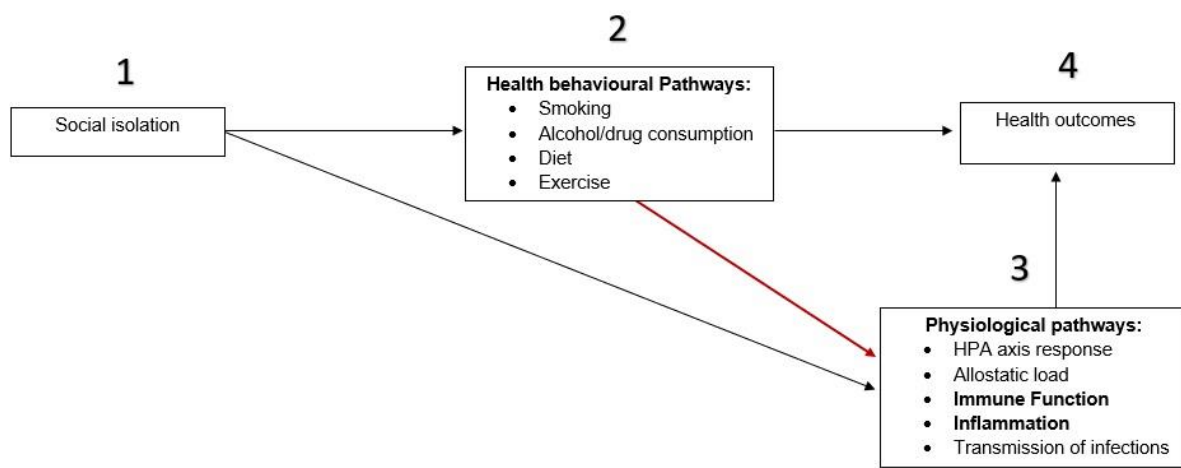 1
Social isolation
2
Health behavioural Pathways:
• Smoking
• Alcohol/drug consumption
• Diet
• Exercise
4
Health outcomes
3
Physiological pathways:
• HPA axis response
• Allostatic load
• Immune Function
• Inflammation
• Transmission of infections